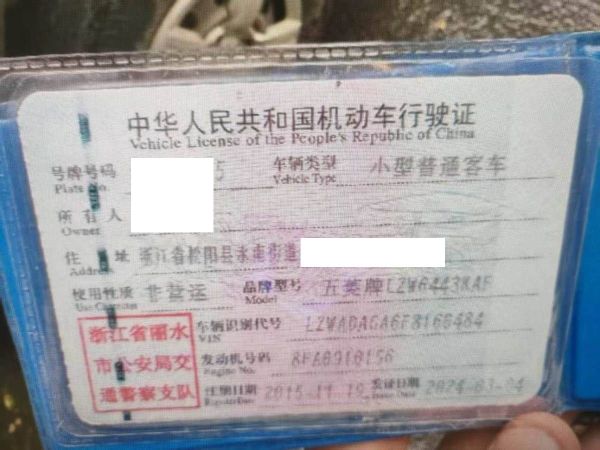 中华人民共和国机动车行驶证
Vehicle License of the People's Republic of China
号牌号码 车辆类型 小型普通客车
Plate No. Vehicle Type
所有人
Owner
住 址 浙江省松阳县水南街道
Address
使用性质 非营运 品牌型号 五菱牌LZW6443KAF
Use Character Model
浙江省丽水 车辆识别代号
VIN
市公安局交 发动机号码
Engine No.
通警察支队 注册日期 发证日期 2024-03-04
Register Date Issue Date